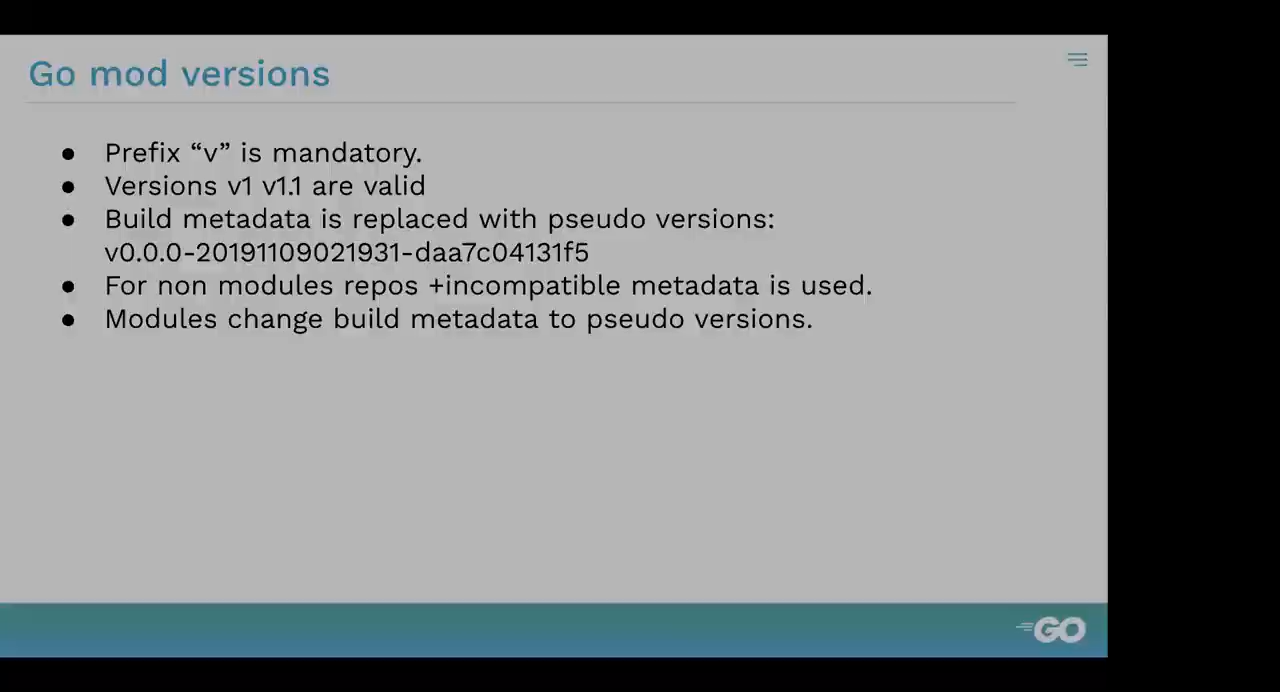 Go mod versions
● Prefix “v” is mandatory.
● Versions v1 v1.1 are valid
● Build metadata is replaced with pseudo versions:
v0.0.0-20191109021931-daa7c04131f5
● For non modules repos +incompatible metadata is used.
● Modules change build metadata to pseudo versions.
GO